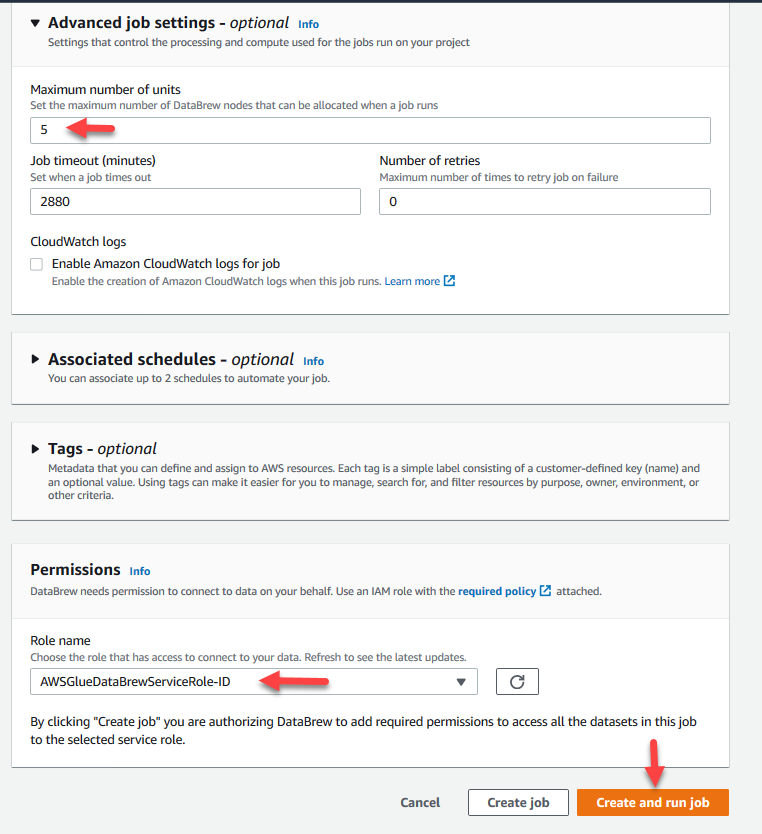 Advanced job settings - optional Info
Settings that control the processing and compute used for the jobs run on your project
Maximum number of units
Set the maximum number of DataBrew nodes that can be allocated when a job runs
5
Job timeout (minutes)
Set when a job times out
2880
Number of retries
Maximum number of times to retry job on failure
0
CloudWatch logs
Enable Amazon CloudWatch logs for job
Enable the creation of Amazon CloudWatch logs when this job runs. Learn more
Associated schedules - optional Info
You can associate up to 2 schedules to automate your job.
Tags - optional
Metadata that you can define and assign to AWS resources. Each tag is a simple label consisting of a customer-defined key (name) and
an optional value. Using tags can make it easier for you to manage, search for, and filter resources by purpose, owner, environment, or
other criteria.
Permissions Info
DataBrew needs permission to connect to data on your behalf. Use an IAM role with the required policy attached.
Role name
Choose the role that has access to connect to your data. Refresh to see the latest updates.
AWSGlueDataBrewServiceRole-ID
By clicking "Create job" you are authorizing DataBrew to add required permissions to access all the datasets in this job
to the selected service role.
Cancel
Create job
Create and run job